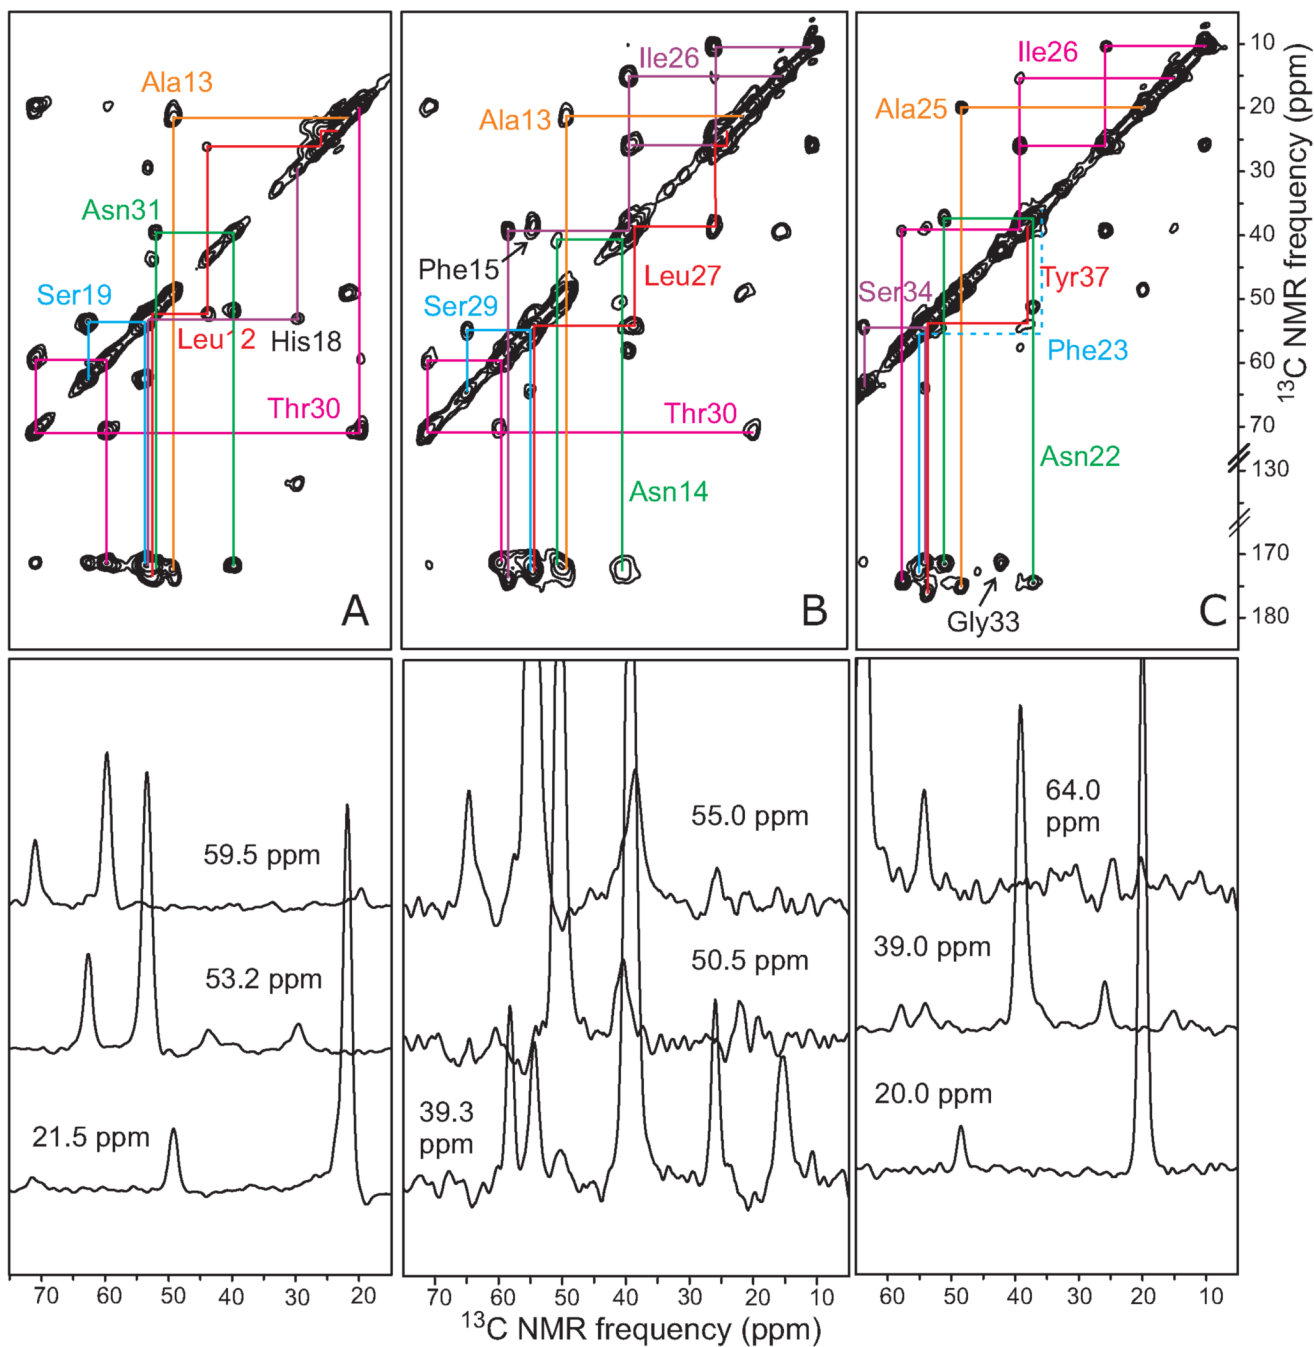 Ala13
Asn31
Ser19
Leu12
His18
Thr30
A
Ile26
Ala13
Phe15
Ser29
Leu27
Thr30
Asn14
B
Ile26
Ala25
Ser34
Tyr37
Phe23
Asn22
Gly33
C
10
20
30
40
50
60
70
130
170
180
13C NMR frequency (ppm)
59.5 ppm
53.2 ppm
21.5 ppm
55.0 ppm
50.5 ppm
39.3
ppm
64.0
ppm
39.0 ppm
20.0 ppm
70 60 50 40 30 20
70 60 50 40 30 20 10
60 50 40 30 20 10
13C NMR frequency (ppm)